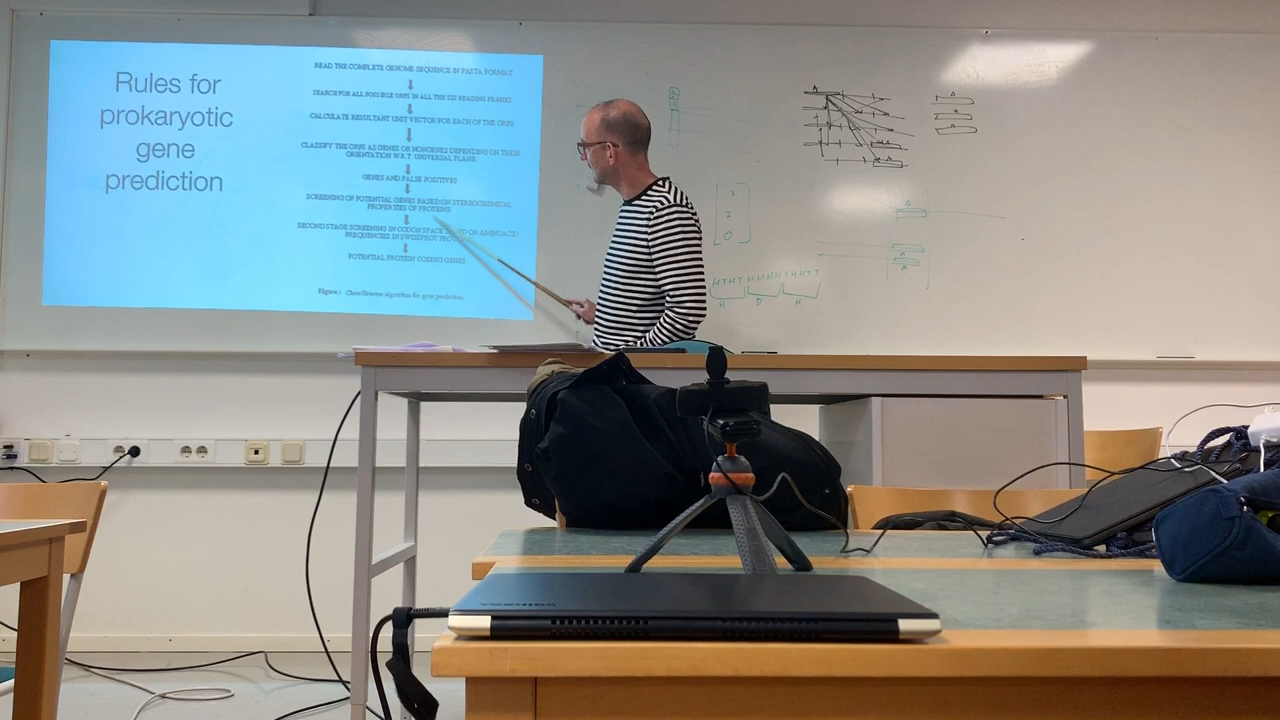 Rules for
prokaryotic
gene
prediction
READ THE COMPLETE GENOME SEQUENCE IN FASTA FORMAT
SEARCH FOR ALL POSSIBLE ORFS IN ALL THE SIX READING FRAMES
CALCULATE RESULTANT UNIT VECTOR FOR EACH OF THE ORFS
CLASSIFY THE ORFS AS GENES OR NONGENES DEPENDING ON THEIR
ORIENTATION W.R.T. UNIVERSAL PLANE
GENES AND FALSE POSITIVES
SCREENING OF POTENTIAL GENES BASED ON STEREOCHEMICAL
PROPERTIES OF PROTEINS
SECOND STAGE SCREENING IN CODON SPACE BASED ON AMINOACID
FREQUENCIES IN SWISSPROT PROTEINS
POTENTIAL PROTEIN CODING GENES
Figure : ChemGenome algorithm for gene prediction.
A
A
B
A
G
A
A
3
7
0
H D H